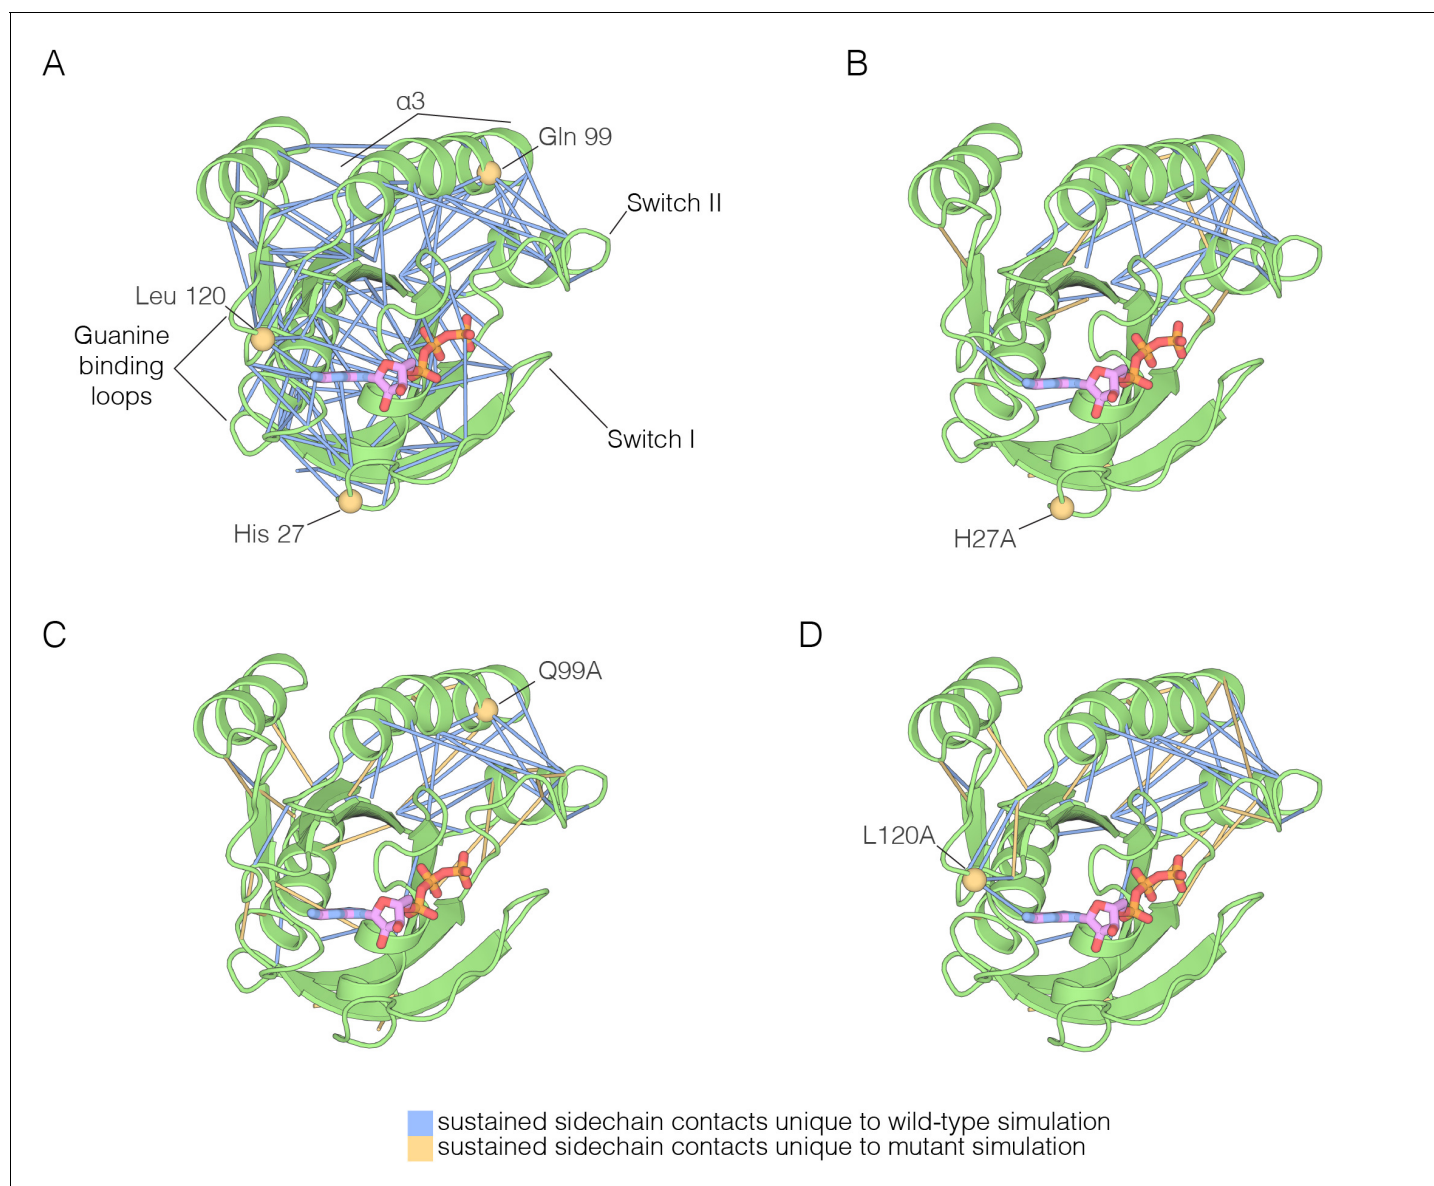 A
B
α3
Gln 99
Switch II
Leu 120
Guanine
binding
loops
Switch I
His 27
H27A
C
D
Q99A
L120A
sustained sidechain contacts unique to wild-type simulation
sustained sidechain contacts unique to mutant simulation